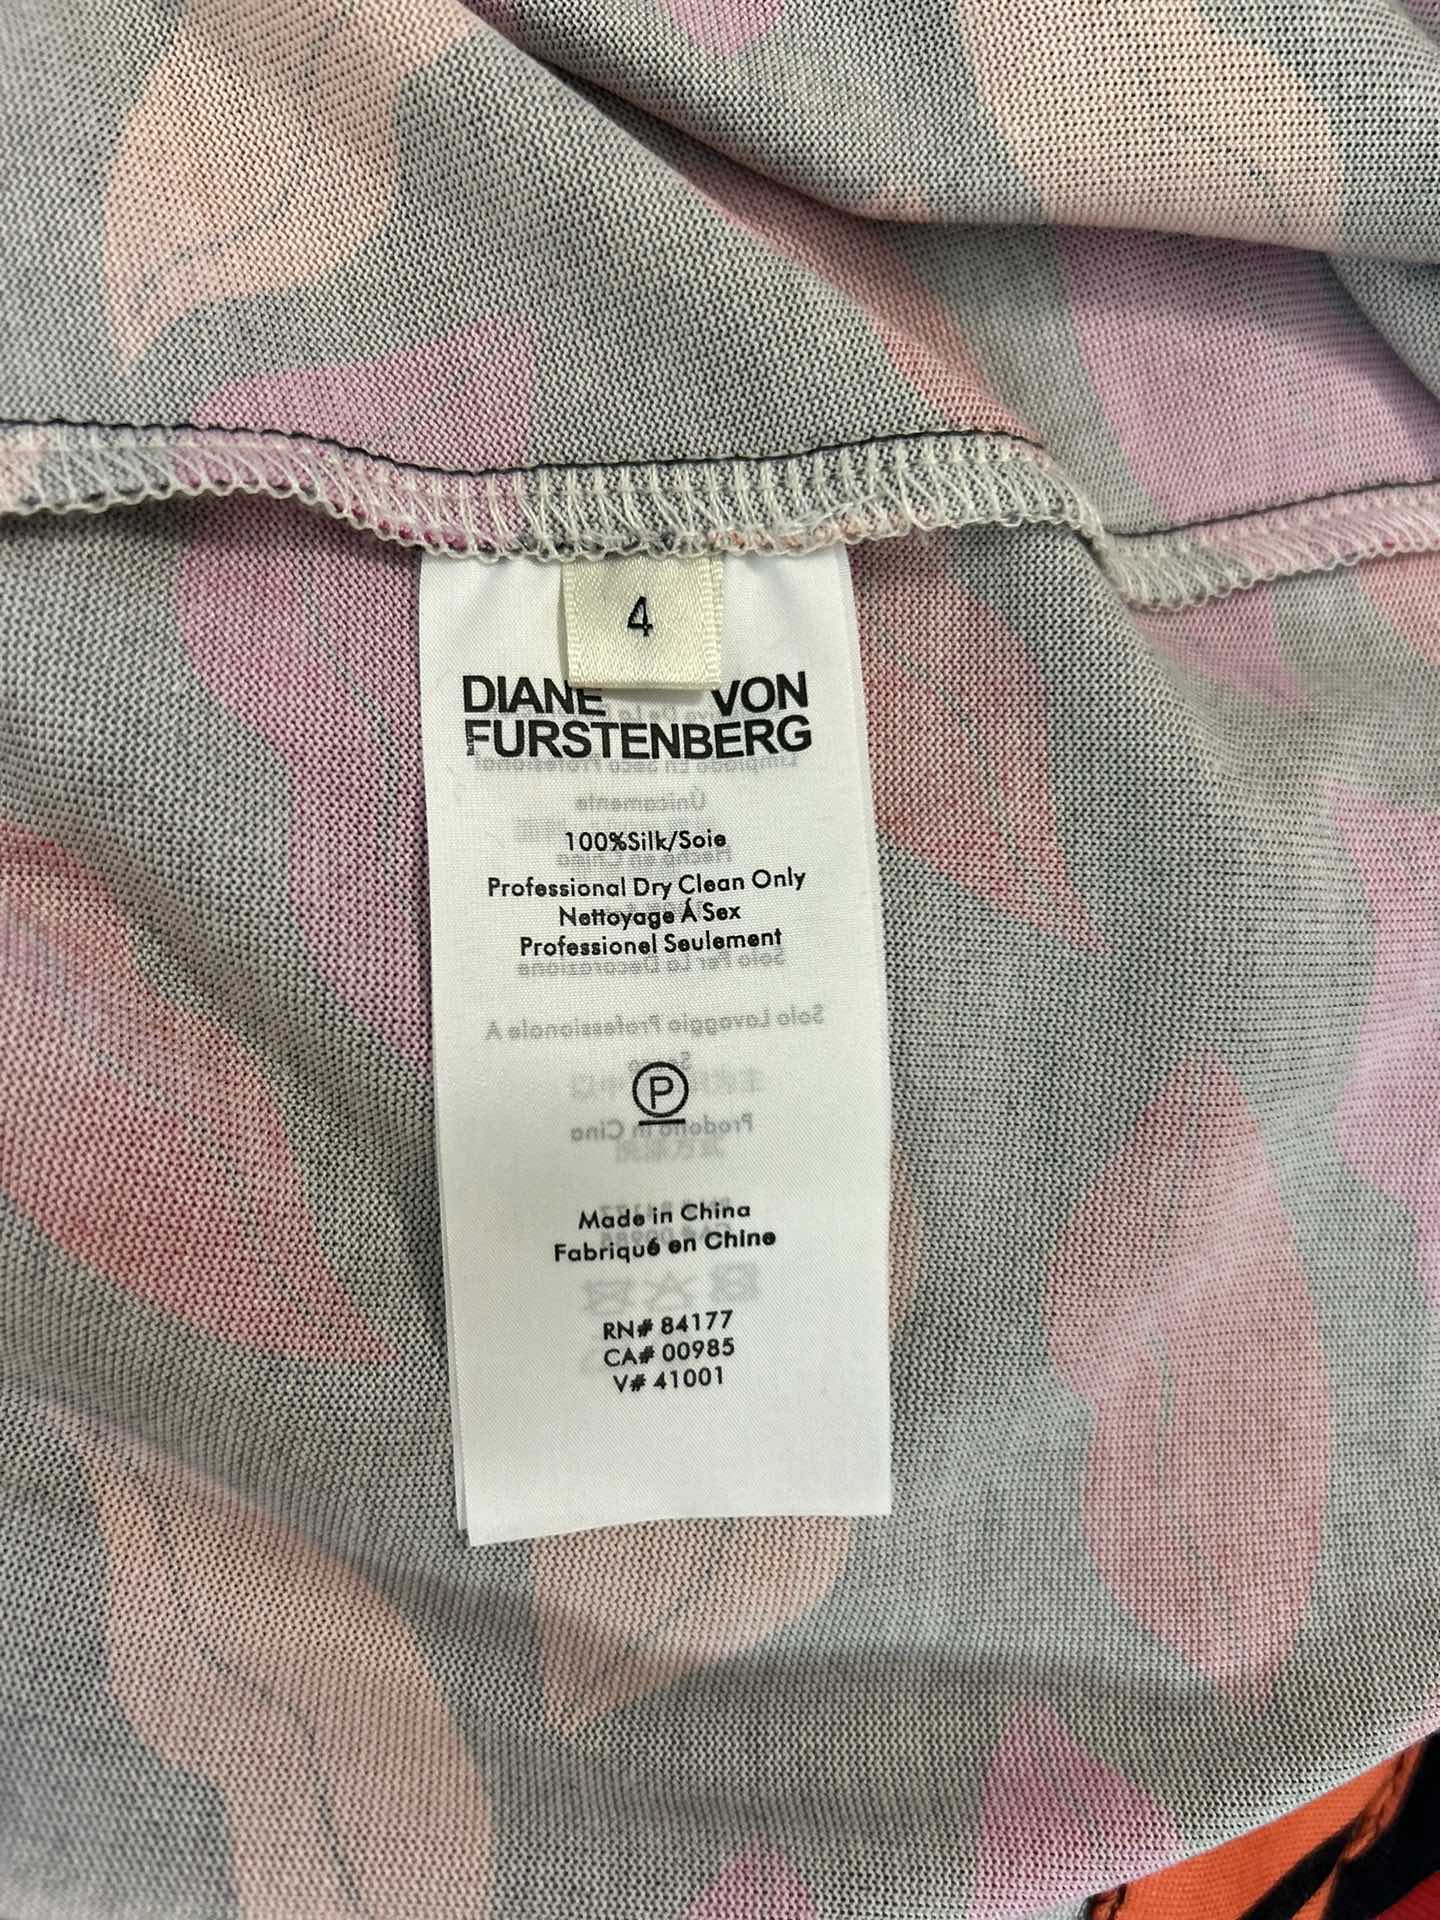 4
DIANE VON
FURSTENBERG
100%Silk/Soie
Professional Dry Clean Only
Nettoyage Á Sex
Professionel Seulement
P
Made in China
Fabriqué en Chine
RN# 84177
CA# 00985
V# 41001